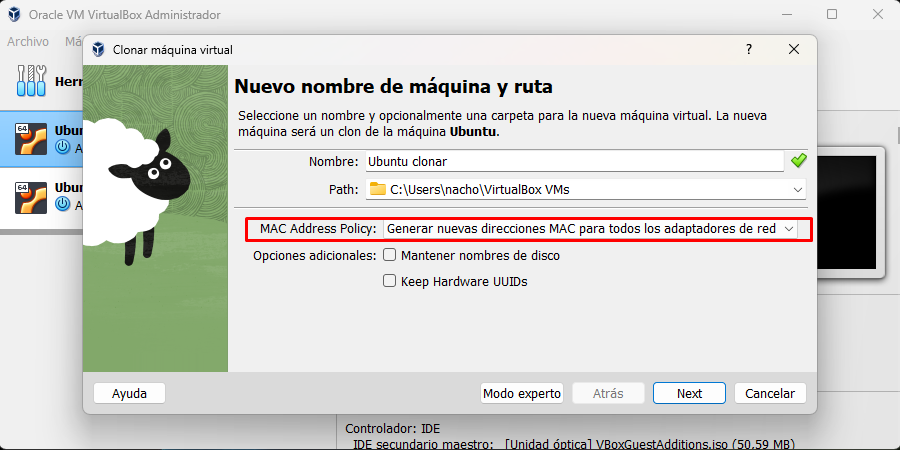 Oracle VM VirtualBox Administrador
Archivo Má
Clonar máquina virtual ?
Herr
64 Ubu
A
64 Ubu
A
Nuevo nombre de máquina y ruta
Seleccione un nombre y opcionalmente una carpeta para la nueva máquina virtual. La nueva
máquina será un clon de la máquina Ubuntu.
Nombre: Ubuntu clonar
Path: C:\Users\nacho\VirtualBox VMs
MAC Address Policy: Generar nuevas direcciones MAC para todos los adaptadores de red
Opciones adicionales: Mantener nombres de disco
Keep Hardware UUIDs
Ayuda Modo experto Atrás Next Cancelar
Controlador: IDE
IDE secundario maestro: [Unidad óptica] VBoxGuestAdditions.iso (50,59 MB)